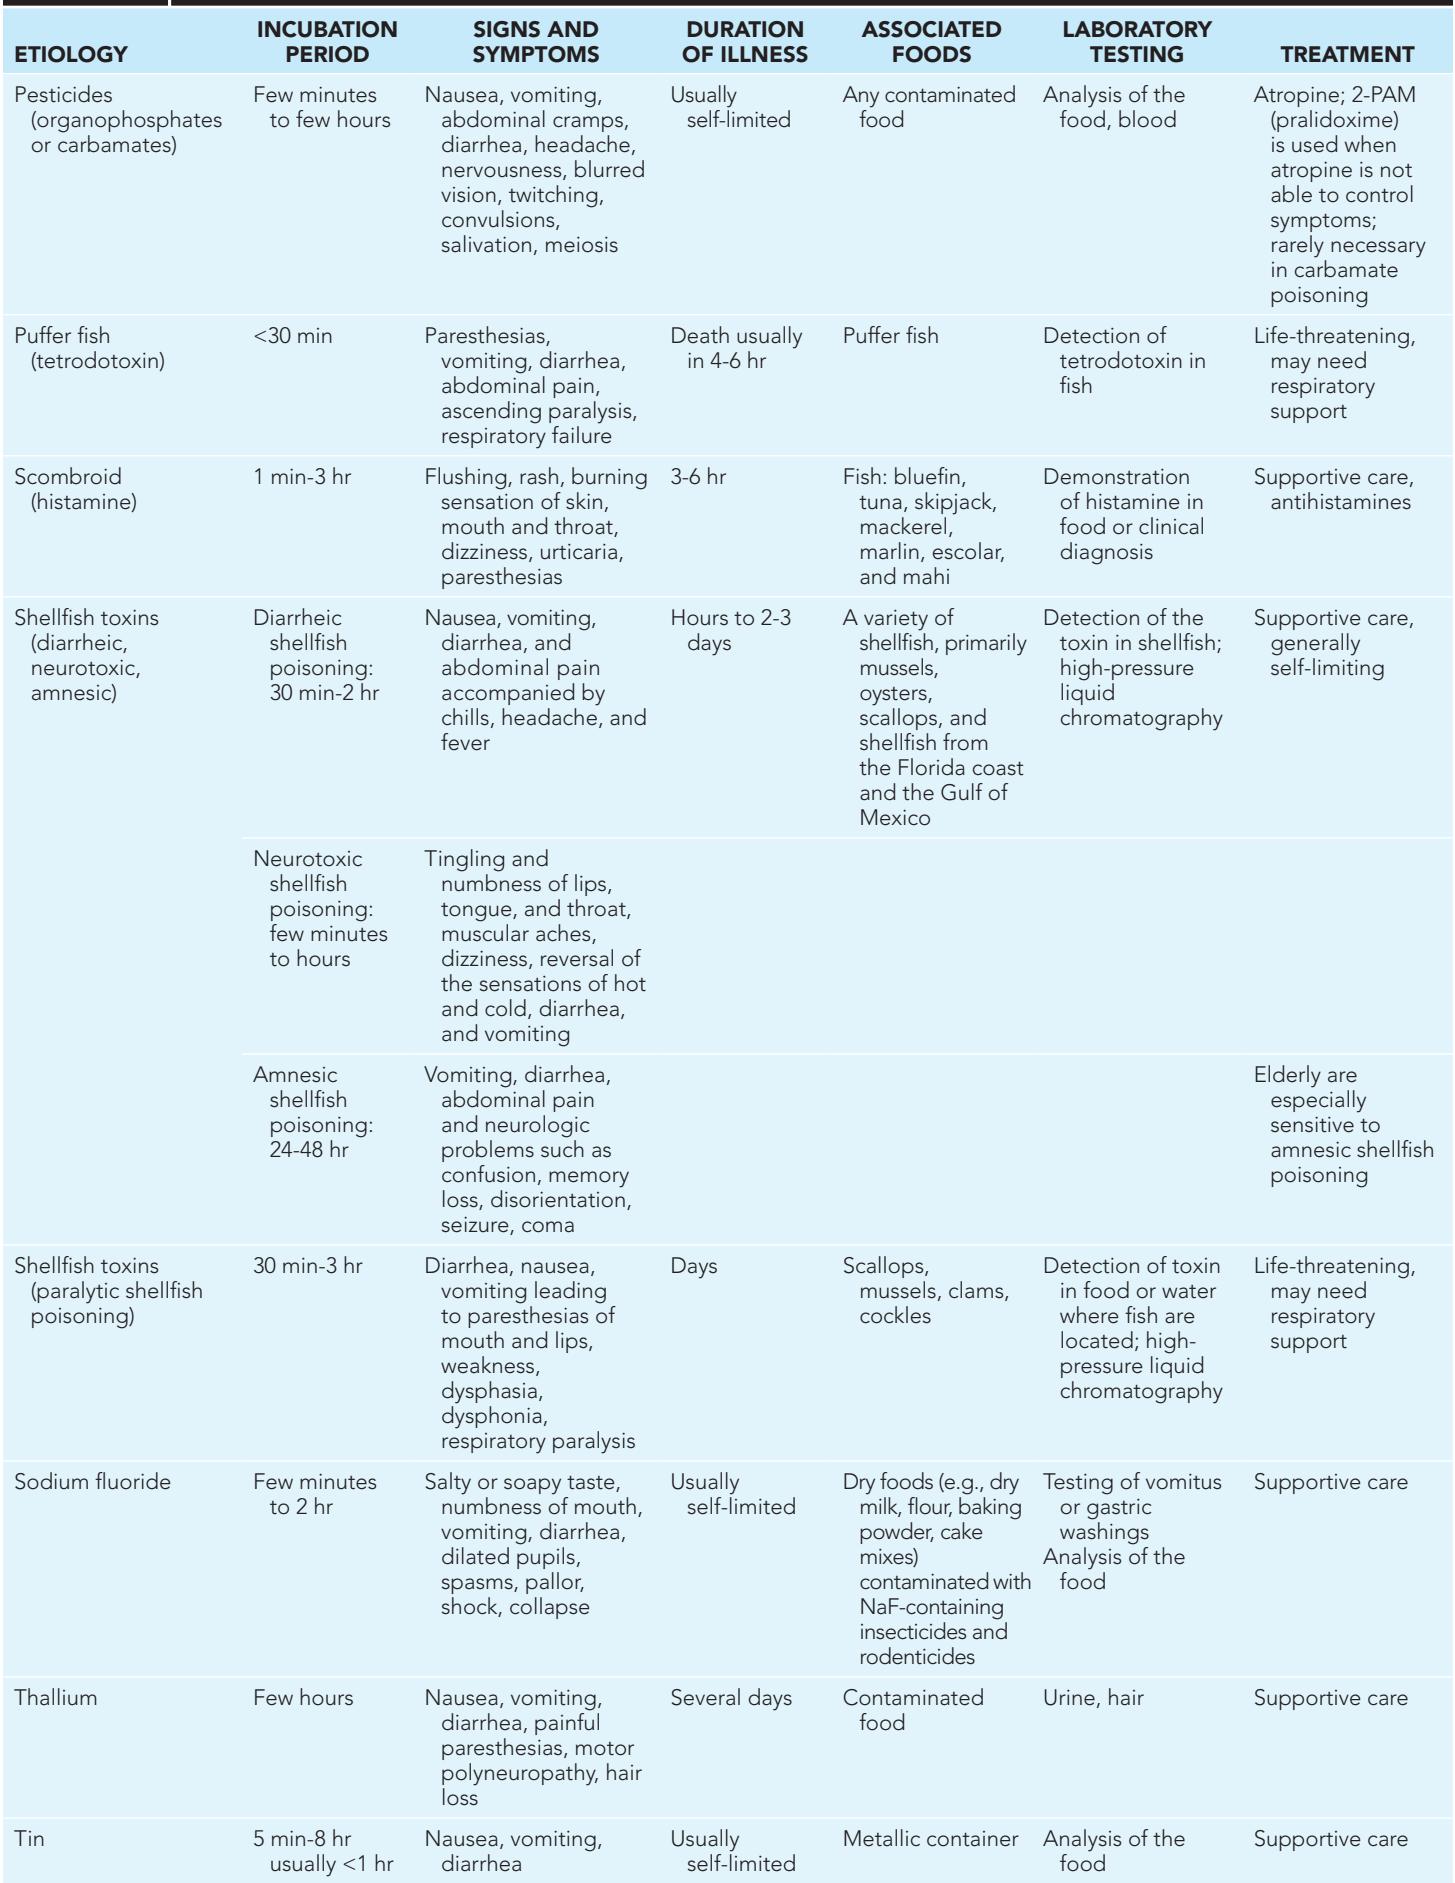 ETIOLOGY
INCUBATION
PERIOD
SIGNS AND
SYMPTOMS
DURATION
OF ILLNESS
ASSOCIATED
FOODS
LABORATORY
TESTING
TREATMENT
Pesticides
(organophosphates
or carbamates)
Few minutes
to few hours
Nausea, vomiting,
abdominal cramps,
diarrhea, headache,
nervousness, blurred
vision, twitching,
convulsions,
salivation, meiosis
Usually
self-limited
Any contaminated
food
Analysis of the
food, blood
Atropine; 2-PAM
(pralidoxime)
is used when
atropine is not
able to control
symptoms;
rarely necessary
in carbamate
poisoning
Puffer fish
(tetrodotoxin)
<30 min
Paresthesias,
vomiting, diarrhea,
abdominal pain,
ascending paralysis,
respiratory failure
Death usually
in 4-6 hr
Puffer fish
Detection of
tetrodotoxin in
fish
Life-threatening,
may need
respiratory
support
Scombroid
(histamine)
1 min-3 hr
Flushing, rash, burning
sensation of skin,
mouth and throat,
dizziness, urticaria,
paresthesias
3-6 hr
Fish: bluefin,
tuna, skipjack,
mackerel,
marlin, escolar,
and mahi
Demonstration
of histamine in
food or clinical
diagnosis
Supportive care,
antihistamines
Shellfish toxins
(diarrheic,
neurotoxic,
amnesic)
Diarrheic
shellfish
poisoning:
30 min-2 hr
Nausea, vomiting,
diarrhea, and
abdominal pain
accompanied by
chills, headache, and
fever
Hours to 2-3
days
A variety of
shellfish, primarily
mussels,
oysters,
scallops, and
shellfish from
the Florida coast
and the Gulf of
Mexico
Detection of the
toxin in shellfish;
high-pressure
liquid
chromatography
Supportive care,
generally
self-limiting
Neurotoxic
shellfish
poisoning:
few minutes
to hours
Tingling and
numbness of lips,
tongue, and throat,
muscular aches,
dizziness, reversal of
the sensations of hot
and cold, diarrhea,
and vomiting
Amnesic
shellfish
poisoning:
24-48 hr
Vomiting, diarrhea,
abdominal pain
and neurologic
problems such as
confusion, memory
loss, disorientation,
seizure, coma
Elderly are
especially
sensitive to
amnesic shellfish
poisoning
Shellfish toxins
(paralytic shellfish
poisoning)
30 min-3 hr
Diarrhea, nausea,
vomiting leading
to paresthesias of
mouth and lips,
weakness,
dysphasia,
dysphonia,
respiratory paralysis
Days
Scallops,
mussels, clams,
cockles
Detection of toxin
in food or water
where fish are
located; high-
pressure liquid
chromatography
Life-threatening,
may need
respiratory
support
Sodium fluoride
Few minutes
to 2 hr
Salty or soapy taste,
numbness of mouth,
vomiting, diarrhea,
dilated pupils,
spasms, pallor,
shock, collapse
Usually
self-limited
Dry foods (e.g., dry
milk, flour, baking
powder, cake
mixes)
contaminated with
NaF-containing
insecticides and
rodenticides
Testing of vomitus
or gastric
washings
Analysis of the
food
Supportive care
Thallium
Few hours
Nausea, vomiting,
diarrhea, painful
paresthesias, motor
polyneuropathy, hair
loss
Several days
Contaminated
food
Urine, hair
Supportive care
Tin
5 min-8 hr
usually <1 hr
Nausea, vomiting,
diarrhea
Usually
self-limited
Metallic container
Analysis of the
food
Supportive care